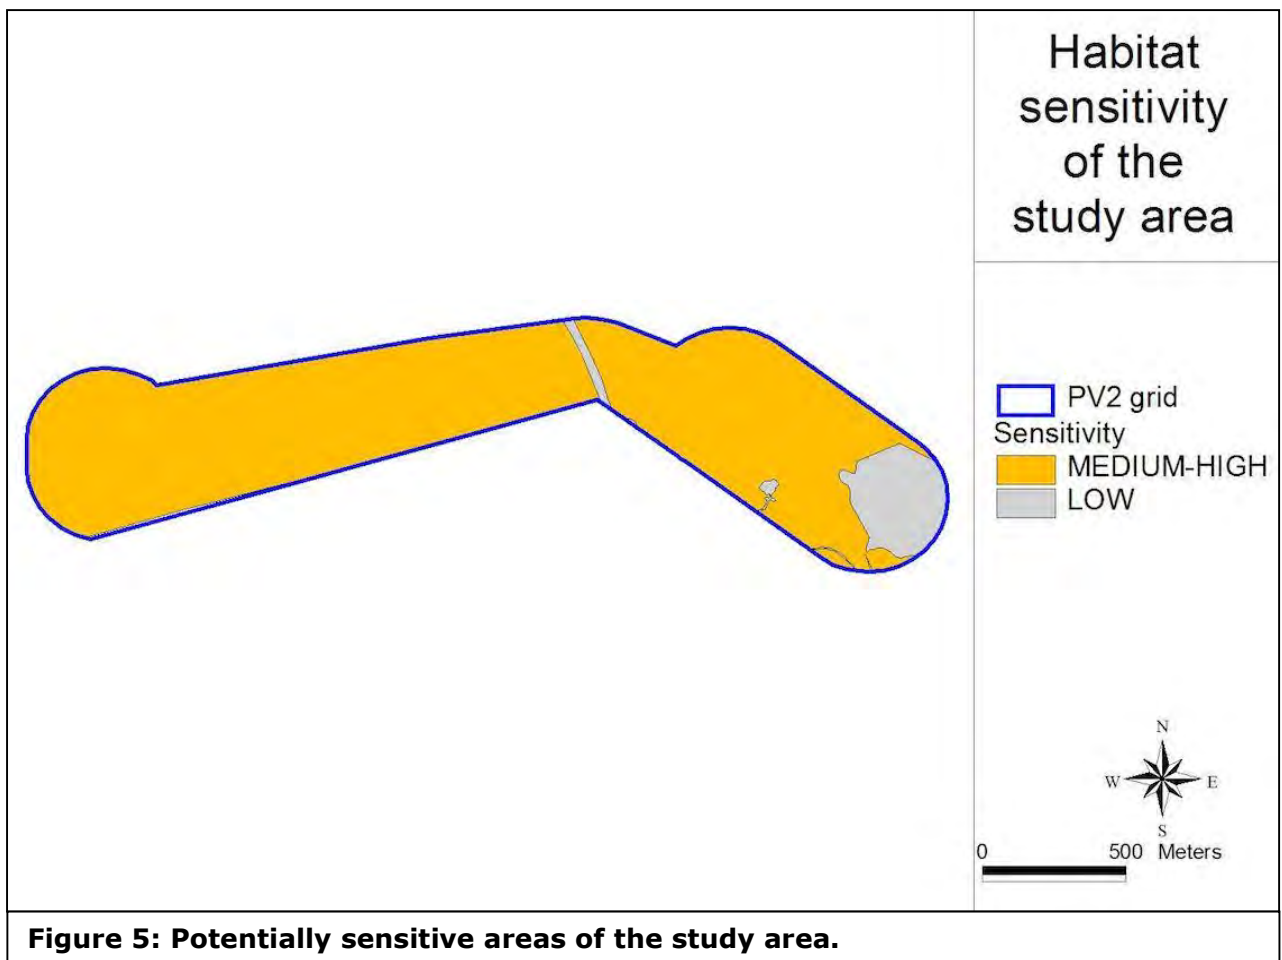 Habitat
sensitivity
of the
study area
PV2 grid
Sensitivity
MEDIUM-HIGH
LOW
N
W E
S
0 500 Meters
Figure 5: Potentially sensitive areas of the study area.